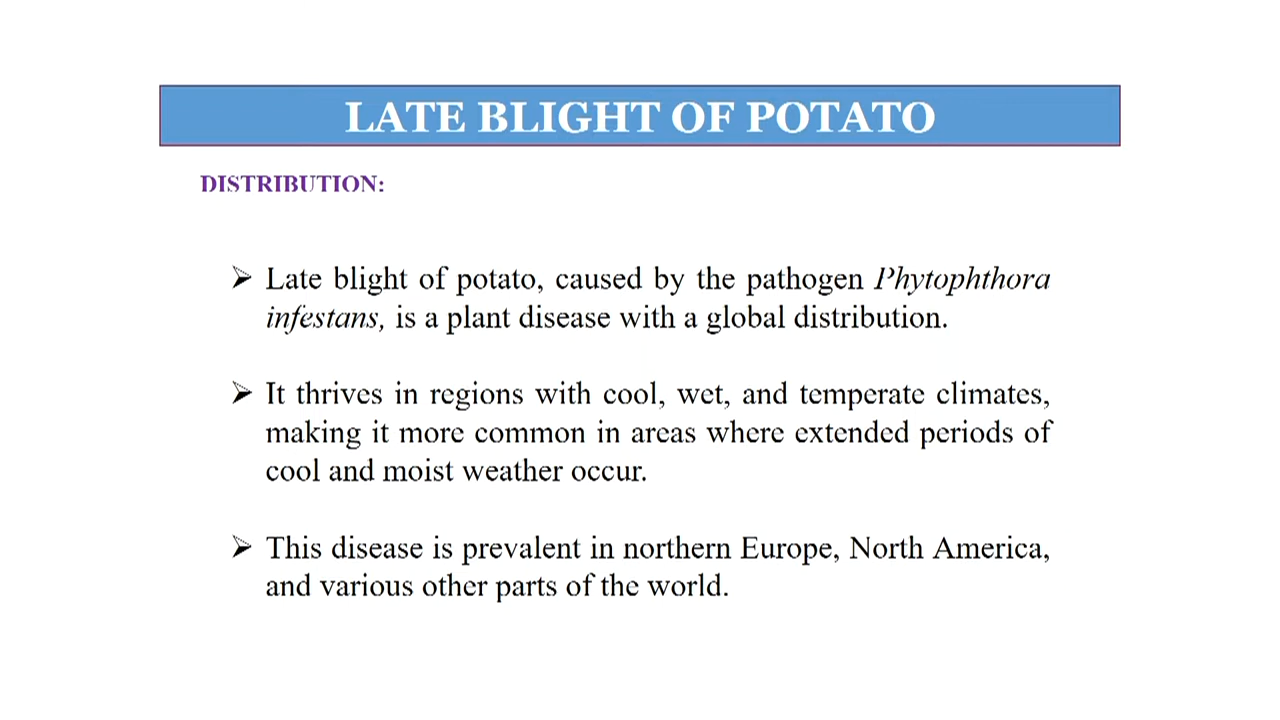 LATE BLIGHT OF POTATO
DISTRIBUTION:
➢ Late blight of potato, caused by the pathogen Phytophthora
infestans, is a plant disease with a global distribution.
➢ It thrives in regions with cool, wet, and temperate climates,
making it more common in areas where extended periods of
cool and moist weather occur.
➢ This disease is prevalent in northern Europe, North America,
and various other parts of the world.